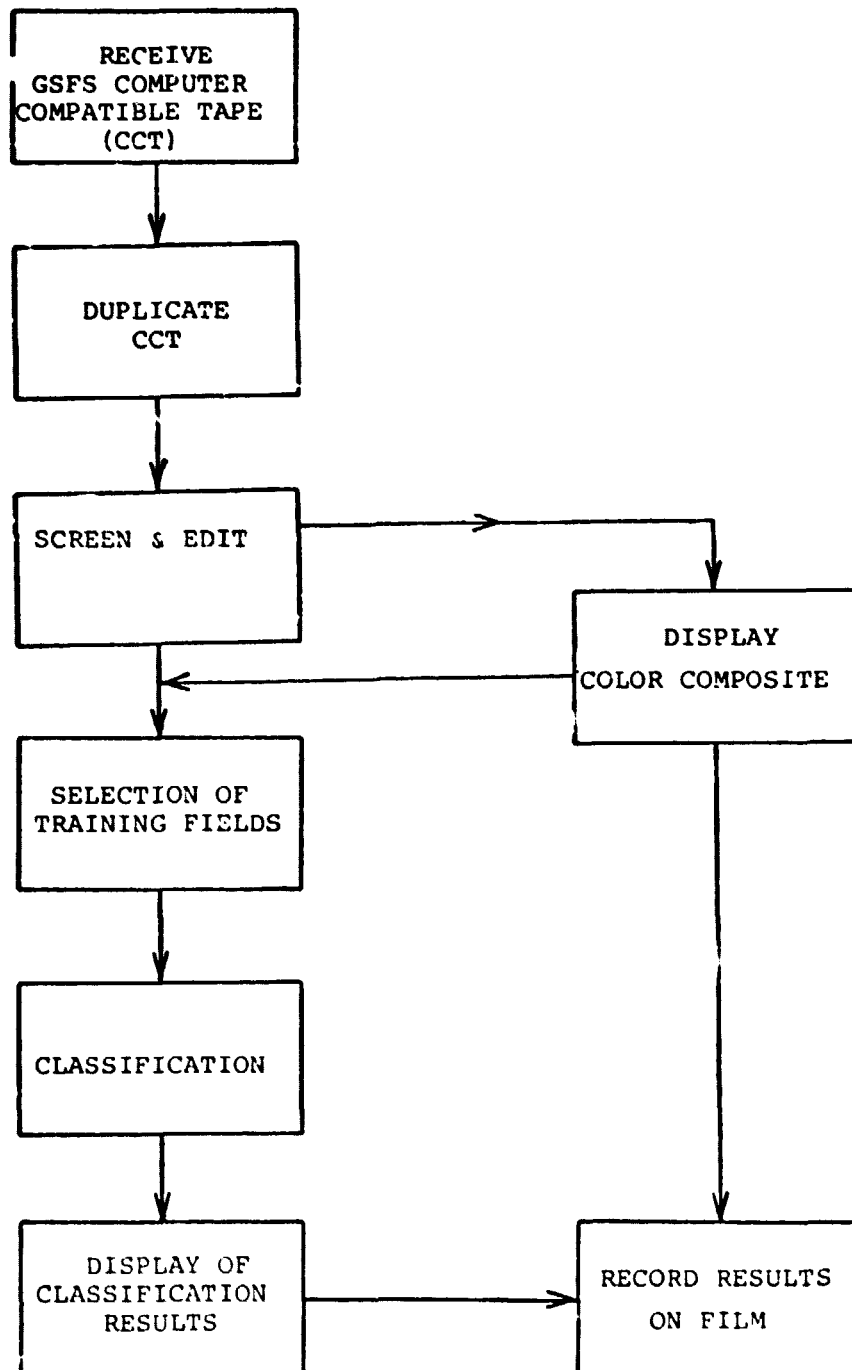 RECEIVE
GSFS COMPUTER
COMPATIBLE TAPE
(CCT)
DUPLICATE
CCT
SCREEN & EDIT
DISPLAY
COLOR COMPOSITE
SELECTION OF
TRAINING FIELDS
CLASSIFICATION
DISPLAY OF
CLASSIFICATION
RESULTS
RECORD RESULTS
ON FILM